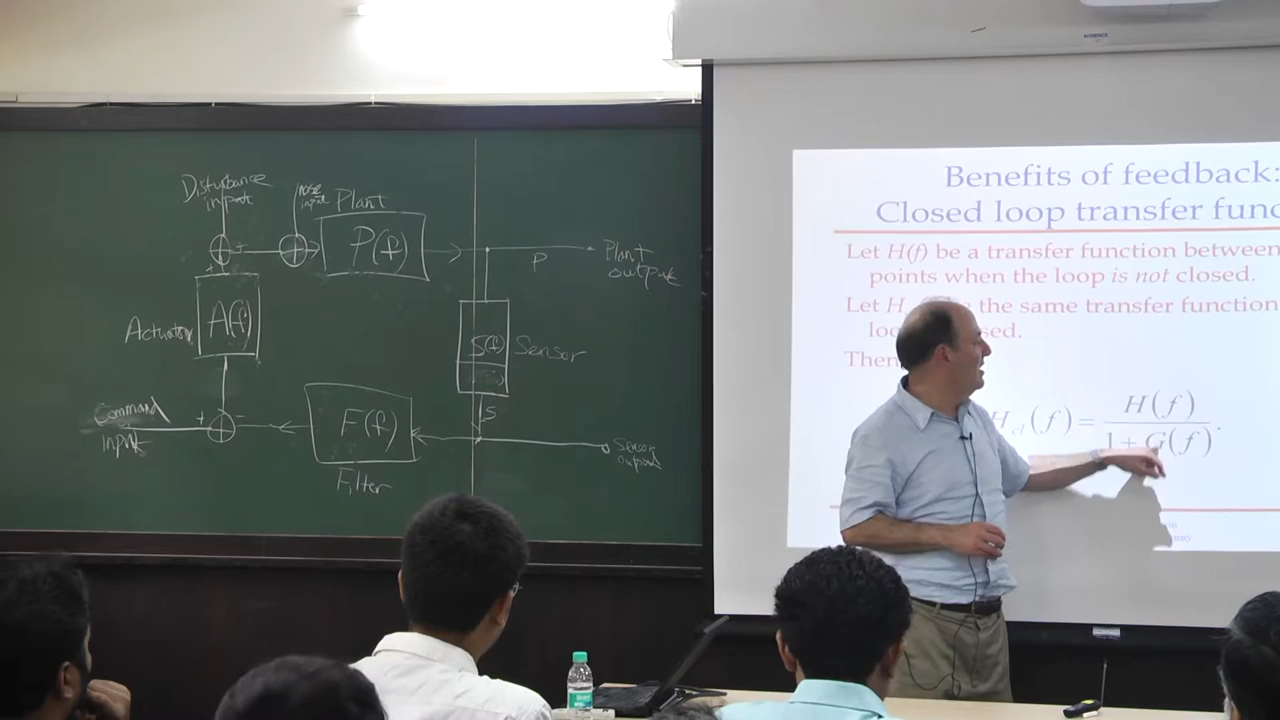 Disturbance
input
noise
input
Plant
P(f)
P
Plant
output
A(f)
Actuator
S(f)
Sensor
S
Command
input
+
-
F(f)
Filter
Sensor
output
AUDIENCE
Benefits of feedback:
Closed loop transfer func
Let H(f) be a transfer function between
points when the loop is not closed.
Let H the same transfer function
loo sed.
Then
H_cl(f) = H(f) / 1 + G(f).